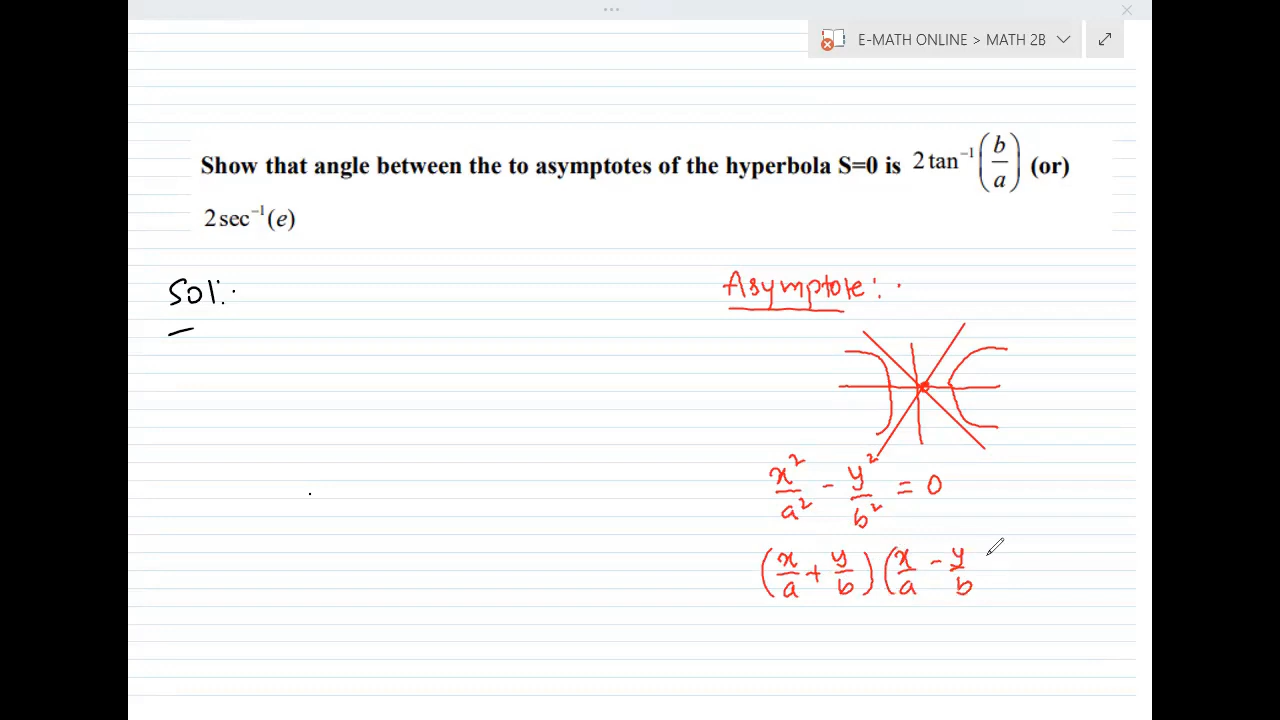 E-MATH ONLINE > MATH 2B
Show that angle between the to asymptotes of the hyperbola S=0 is 2 tan⁻¹(b/a) (or)
2 sec⁻¹(e)
Sol:.
Asymptote:.
x²/a² - y²/b² = 0
(x/a + y/b) (x/a - y/b